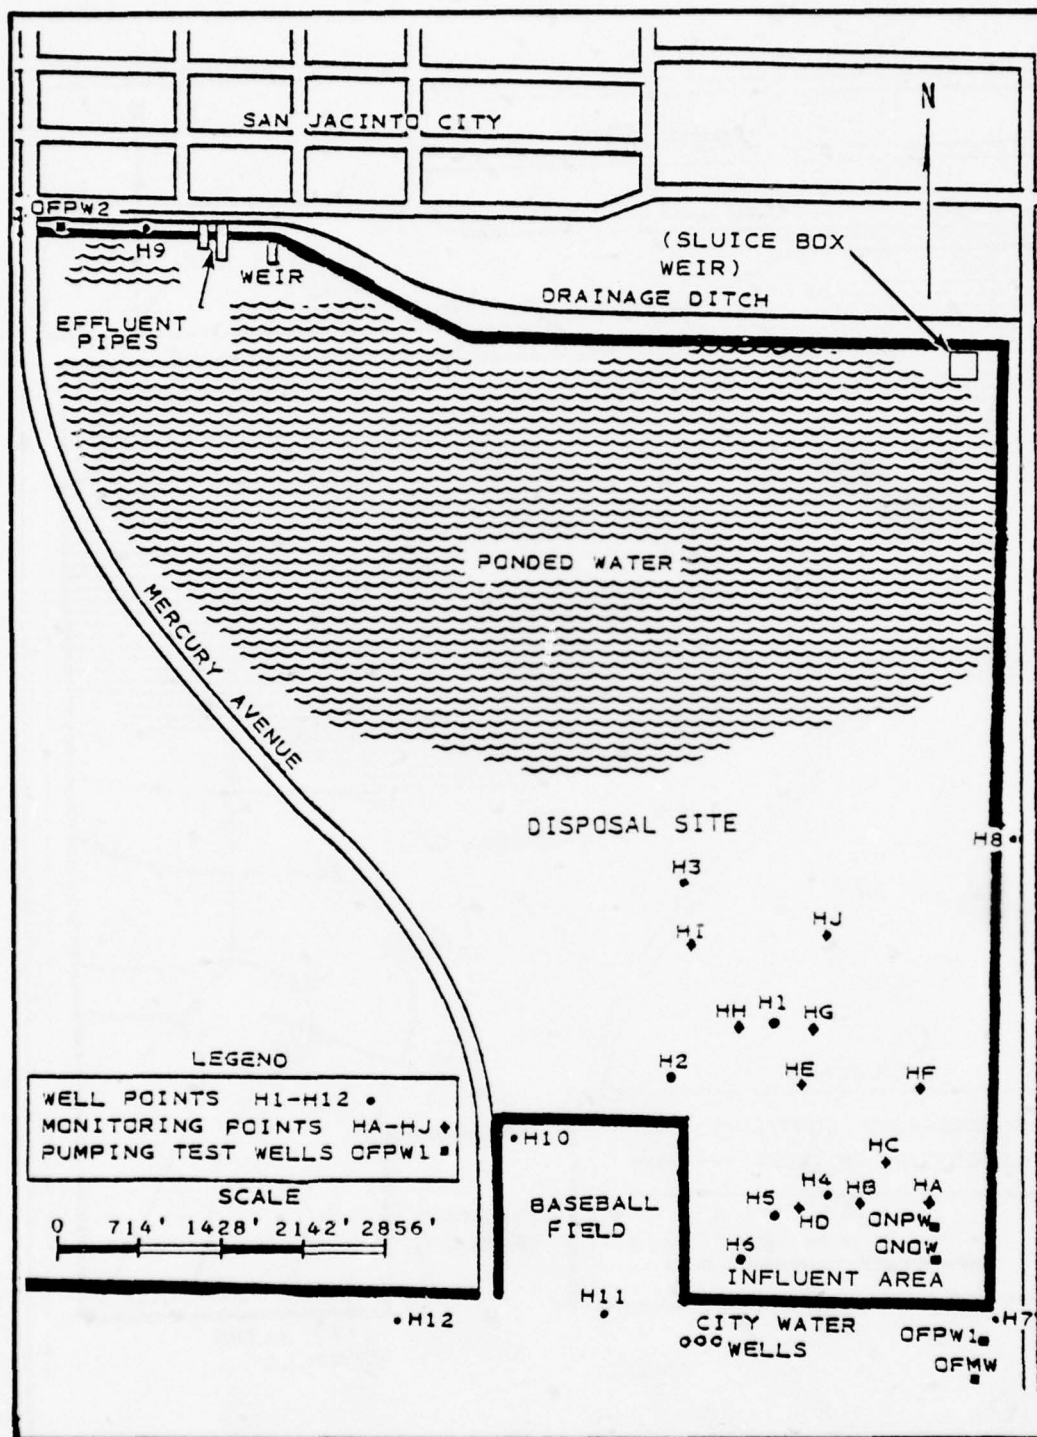 N
SAN JACINTO CITY
OFPW2
H9
WEIR
(SLUICE BOX
WEIR)
DRAINAGE DITCH
EFFLUENT
PIPES
PONDED WATER
MERCURY AVENUE
DISPOSAL SITE
H8
H3
HI
HJ
HH
H1
HG
H2
HE
HF
LEGEND
WELL POINTS H1-H12
MONITORING POINTS HA-HJ
PUMPING TEST WELLS OFPW1
SCALE
0 714' 1428' 2142' 2856'
H10
BASEBALL
FIELD
HC
H4
HB
HA
H5
HD
ONPW
ONOW
H6
INFLUENT AREA
H11
H12
CITY WATER
WELLS
H7
OFPW1
OFMW